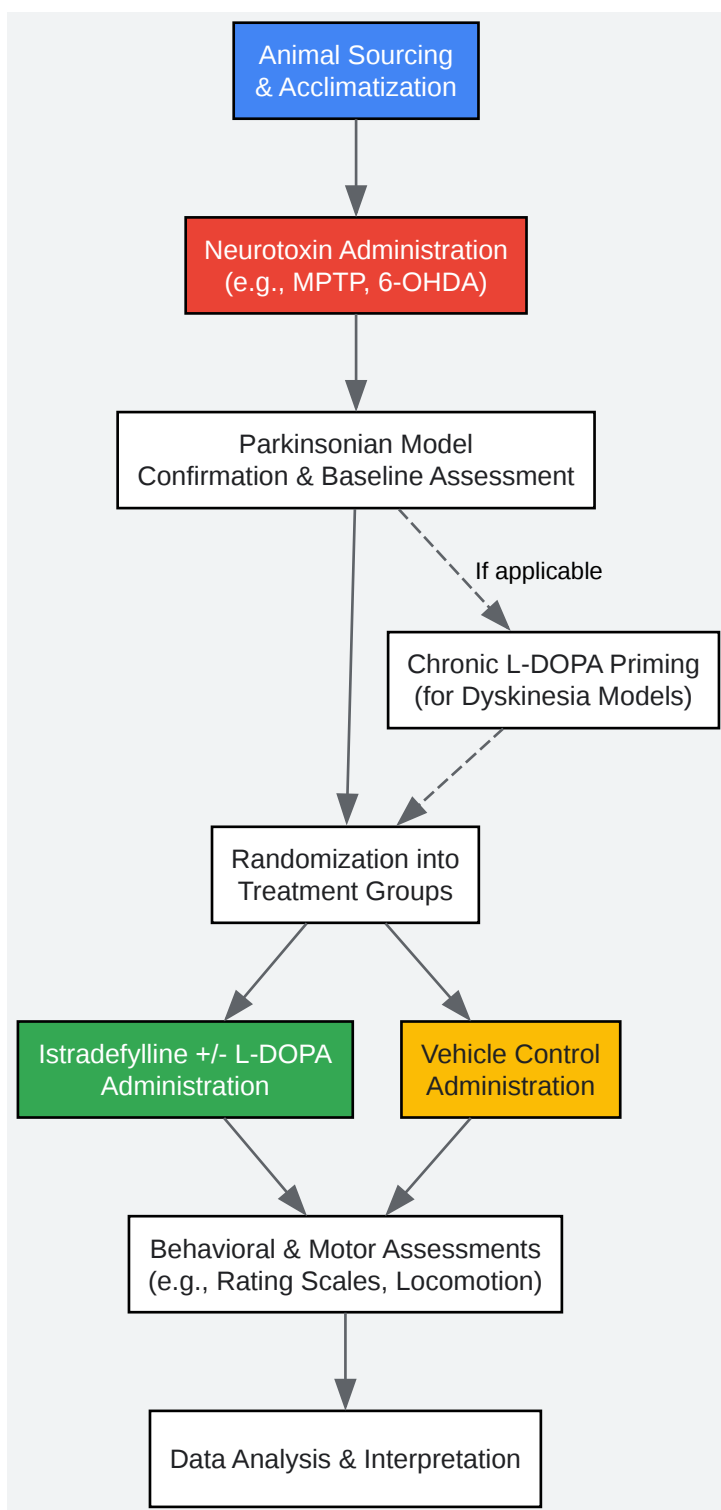 Animal Sourcing
& Acclimatization
Neurotoxin Administration
(e.g., MPTP, 6-OHDA)
Parkinsonian Model
Confirmation & Baseline Assessment
If applicable
Chronic L-DOPA Priming
(for Dyskinesia Models)
Randomization into
Treatment Groups
Istradefylline +/- L-DOPA
Administration
Vehicle Control
Administration
Behavioral & Motor Assessments
(e.g., Rating Scales, Locomotion)
Data Analysis & Interpretation